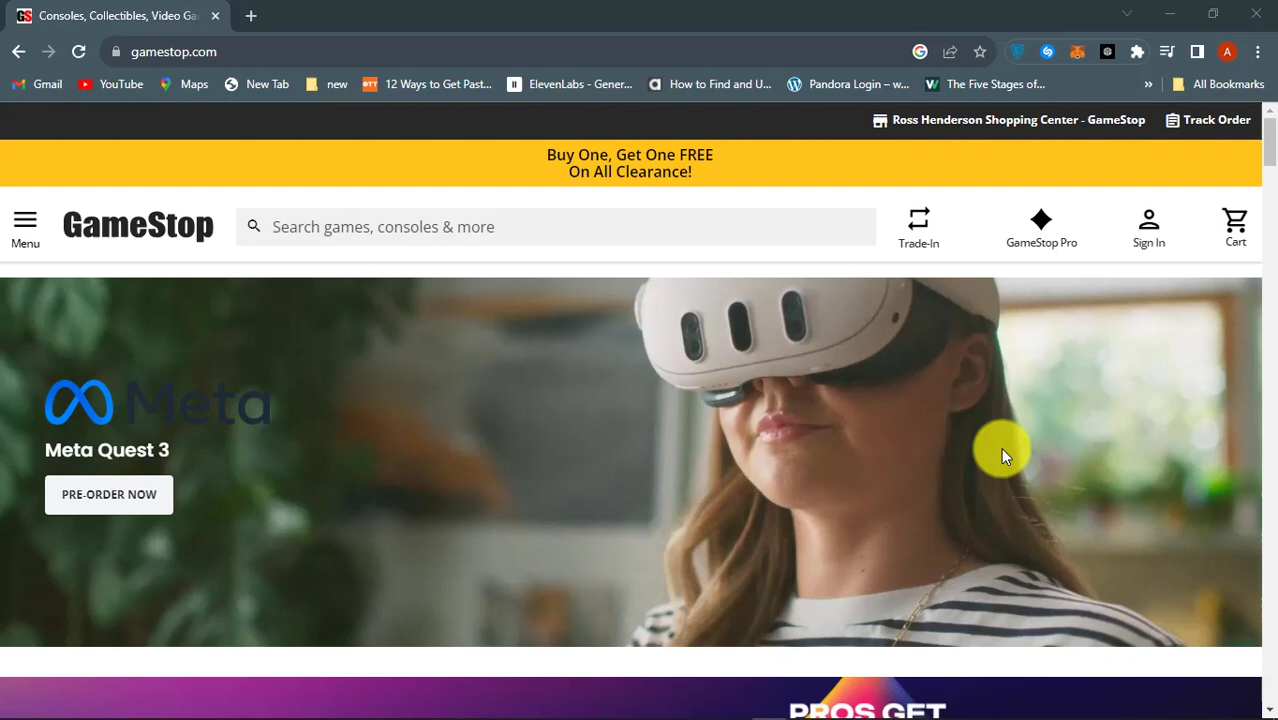 Consoles, Collectibles, Video Ga
gamestop.com
A
Gmail
YouTube
Maps
New Tab
new
OTT
12 Ways to Get Past...
ElevenLabs - Gener...
How to Find and U...
Pandora Login – w...
The Five Stages of...
»
All Bookmarks
Ross Henderson Shopping Center - GameStop
Track Order
Buy One, Get One FREE
On All Clearance!
Menu
GameStop
Search games, consoles & more
Trade-In
GameStop Pro
Sign In
Cart
Meta
Meta Quest 3
PRE-ORDER NOW
PROS GET